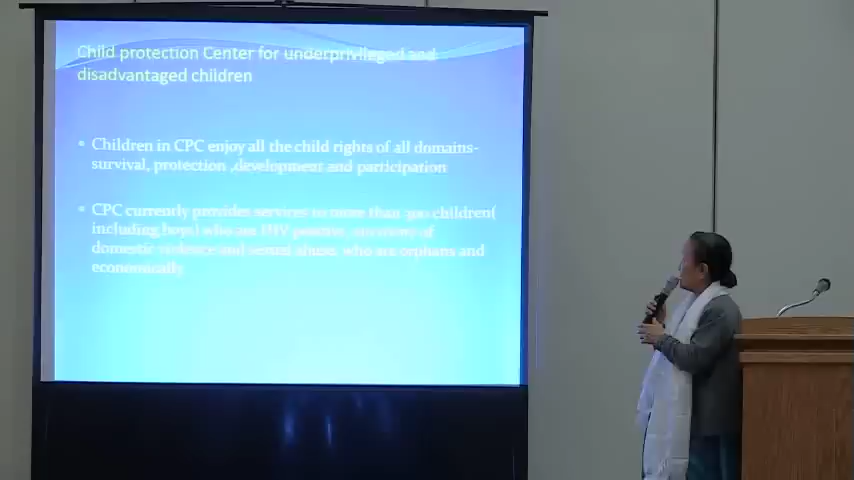 Child protection Center for underprivileged and
disadvantaged children
• Children in CPC enjoy all the child rights of all domains-
survival, protection ,development and participation
• CPC currently provides services to more than 300 children(
including boys) who are HIV positive, survivors of
domestic violence and sexual abuse, who are orphans and
economically